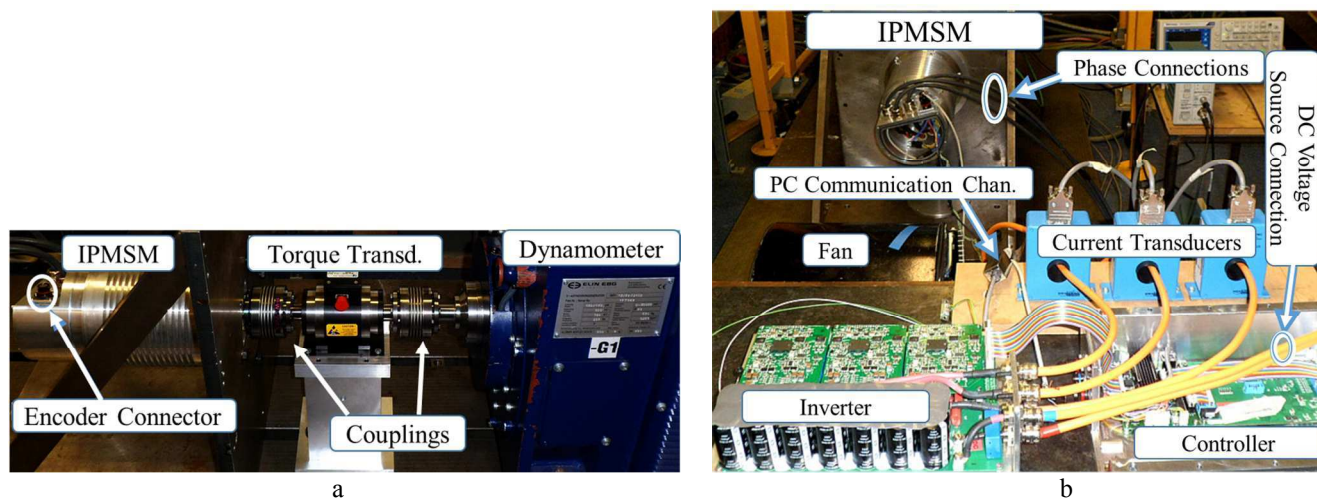 IPMSM
Torque Transd.
Dynamometer
ELIN EBG
-G1
Encoder Connector
Couplings
a
IPMSM
Phase Connections
DC Voltage
Source Connection
PC Communication Chan.
Current Transducers
Fan
Inverter
Controller
b